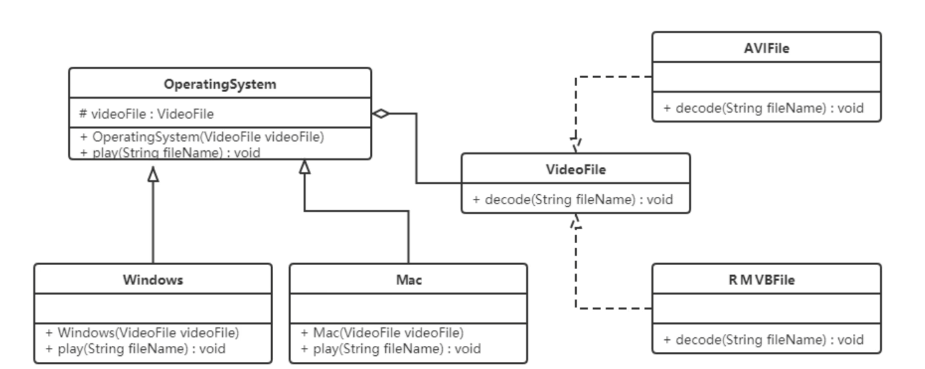 AVIFile
+ decode(String fileName) : void
OperatingSystem
# videoFile : VideoFile
+ OperatingSystem(VideoFile videoFile)
+ play(String fileName) : void
VideoFile
+ decode(String fileName) : void
Windows
+ Windows(VideoFile videoFile)
+ play(String fileName) : void
Mac
+ Mac(VideoFile videoFile)
+ play(String fileName) : void
RMVBFile
+ decode(String fileName) : void